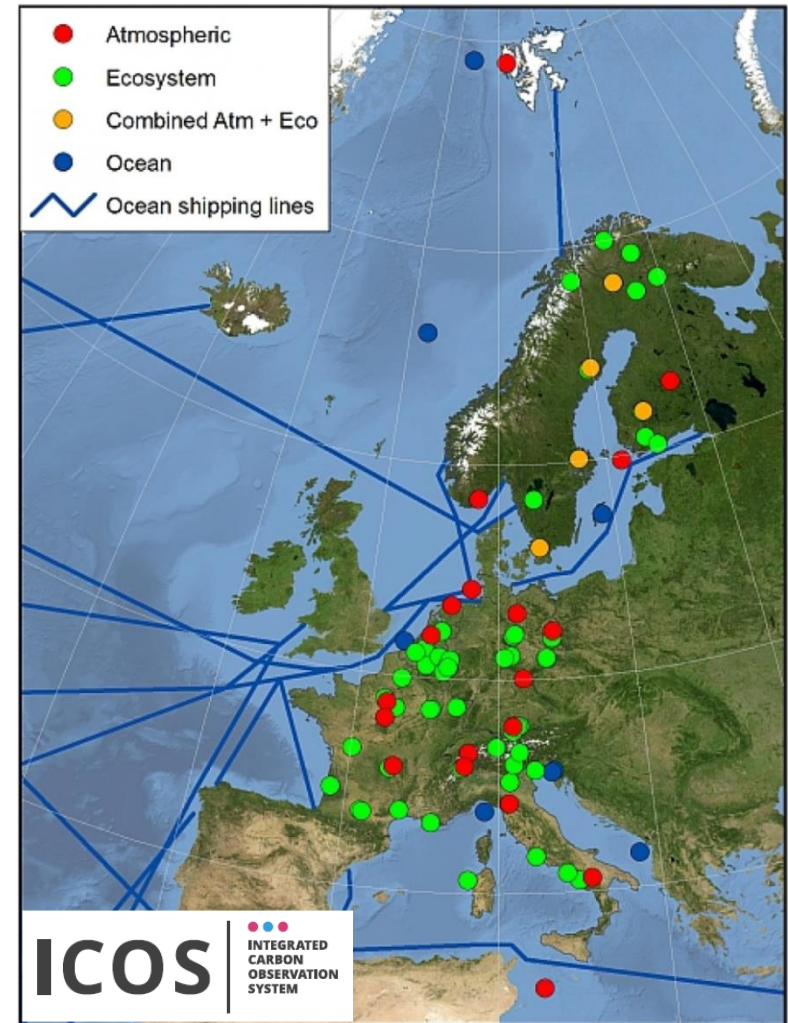 Atmospheric
Ecosystem
Combined Atm + Eco
Ocean
Ocean shipping lines
ICOS
INTEGRATED
CARBON
OBSERVATION
SYSTEM